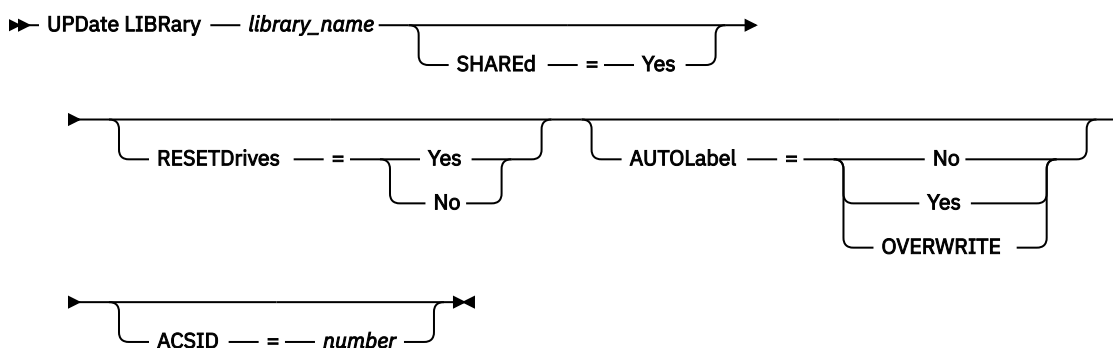 UPDate LIBRary library_name
SHAREd = Yes
RESETDrives = Yes
No
AUTOLabel = No
Yes
OVERWRITE
ACSID = number